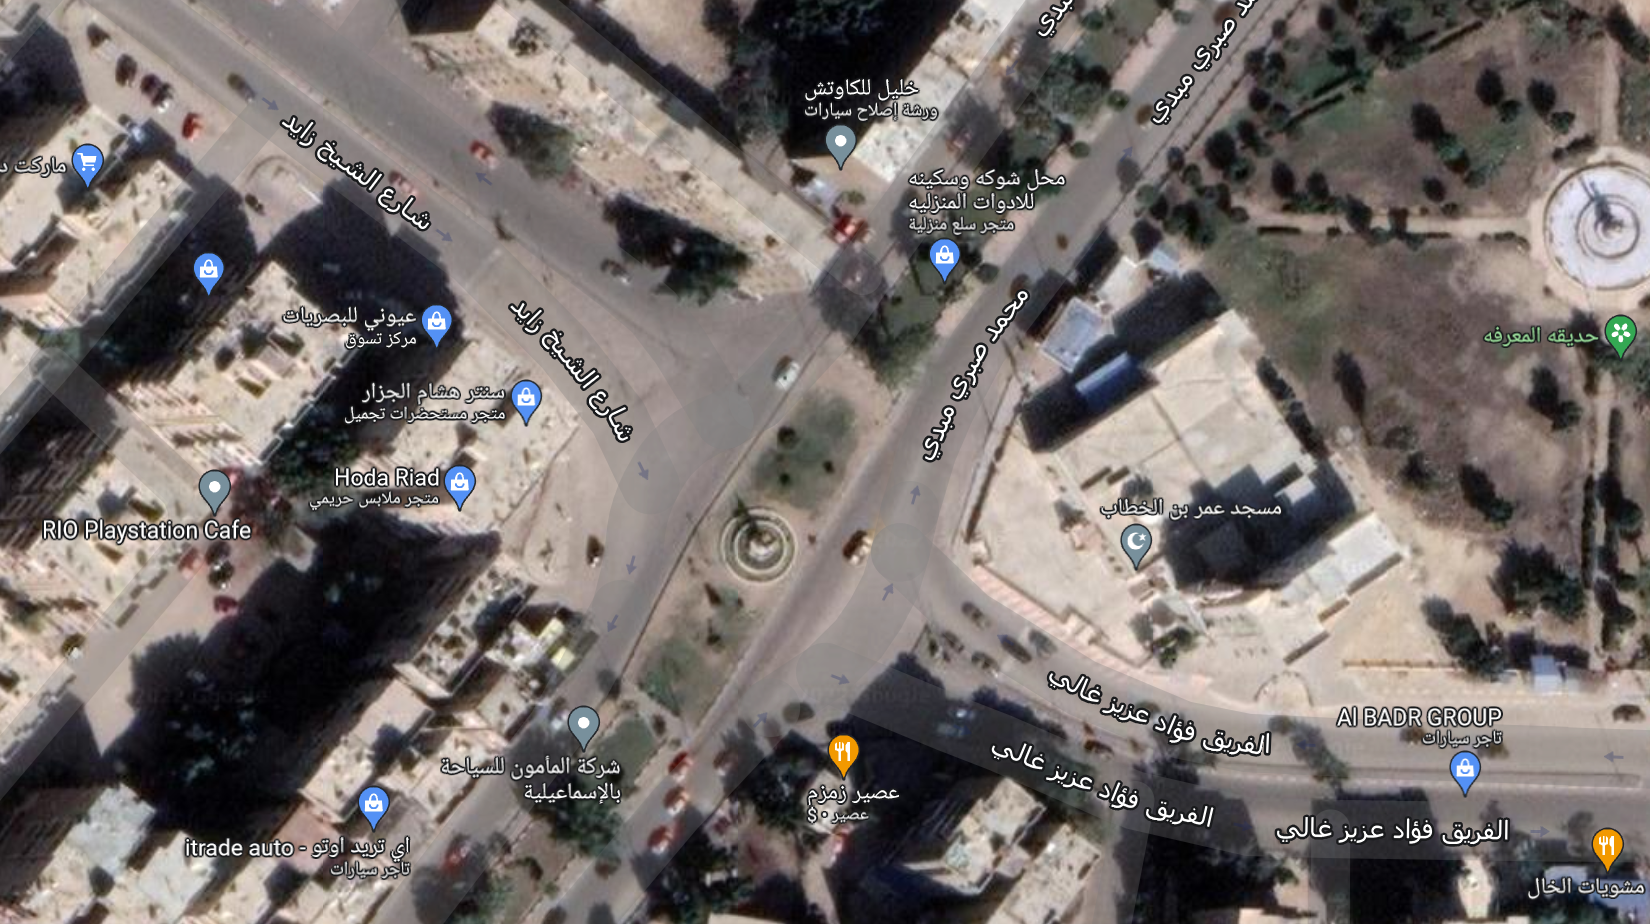 مبدي
صبري مبدي
خليل للكاوتش
ورشة إصلاح سيارات
شارع الشيخ زايد
ماركت
محل شوكه وسكينه
للادوات المنزليه
متجر سلع منزلية
محمد صبري مبدي
عيوني للبصريات
مركز تسوق
شارع الشيخ زايد
حديقه المعرفه
سنتر هشام الجزار
متجر مستحضرات تجميل
Hoda Riad
متجر ملابس حريمي
RIO Playstation Cafe
مسجد عمر بن الخطاب
الفريق فؤاد عزيز غالي
AI BADR GROUP
تاجر سيارات
الفريق فؤاد عزيز غالي
شركة المأمون للسياحة
بالإسماعيلية
عصير زمزم
عصير • $
الفريق فؤاد عزيز غالي
itrade auto - اي تريد اوتو
تاجر سيارات
مشويات الخال